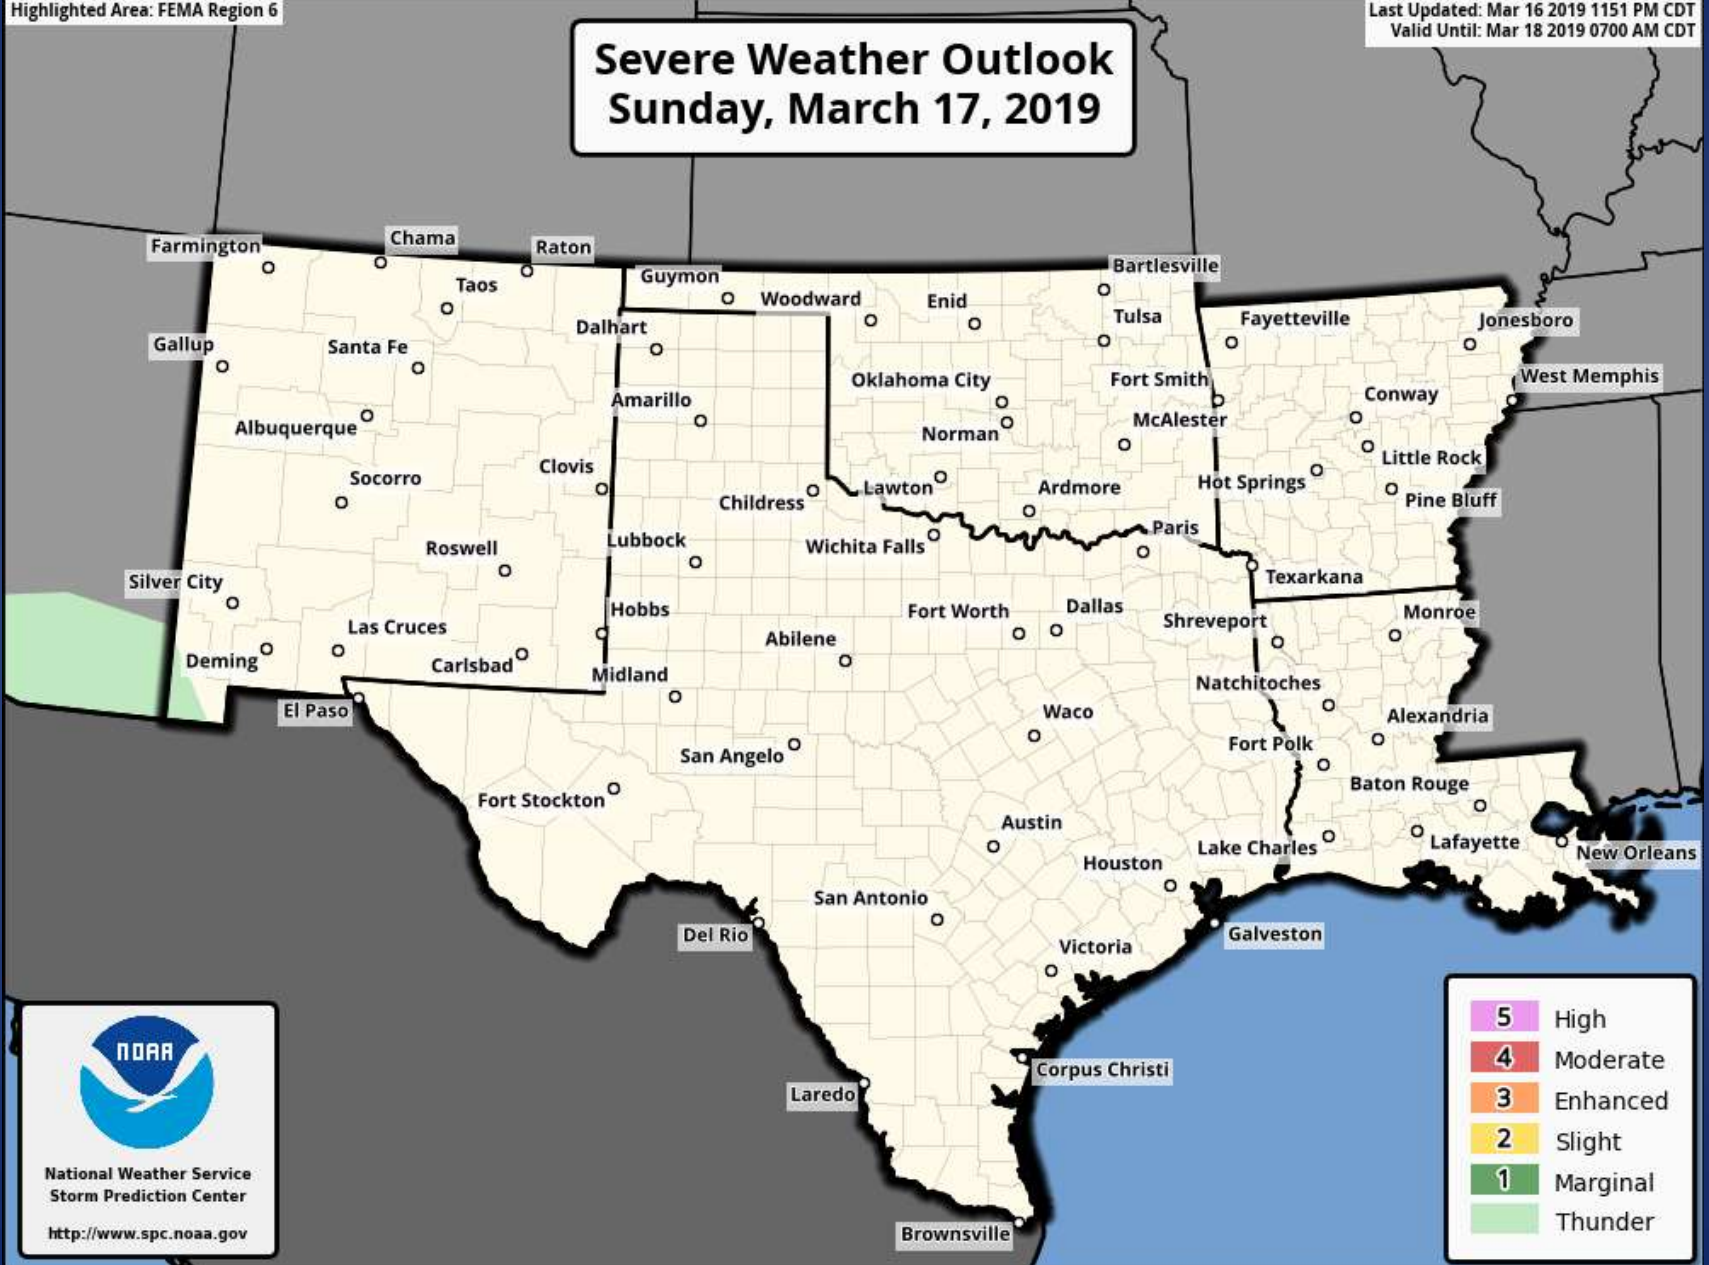 Highlighted Area: FEMA Region 6
Last Updated: Mar 16 2019 1151 PM CDT
Valid Until: Mar 18 2019 0700 AM CDT
Severe Weather Outlook
Sunday, March 17, 2019
Farmington
Chama
Raton
Taos
Guymon
Woodward
Enid
Bartlesville
Tulsa
Fayetteville
Jonesboro
Gallup
Santa Fe
Dalhart
Oklahoma City
Fort Smith
West Memphis
Albuquerque
Amarillo
Norman
McAlester
Conway
Little Rock
Socorro
Clovis
Childress
Lawton
Ardmore
Hot Springs
Pine Bluff
Roswell
Lubbock
Wichita Falls
Paris
Texarkana
Silver City
Las Cruces
Hobbs
Fort Worth
Dallas
Shreveport
Monroe
Deming
Carlsbad
Midland
Abilene
Natchitoches
El Paso
Waco
Alexandria
San Angelo
Fort Polk
Fort Stockton
Baton Rouge
Austin
Houston
Lake Charles
Lafayette
New Orleans
San Antonio
Del Rio
Victoria
Galveston
Corpus Christi
Laredo
Brownsville
NOAA
National Weather Service
Storm Prediction Center
http://www.spc.noaa.gov
5 High
4 Moderate
3 Enhanced
2 Slight
1 Marginal
Thunder